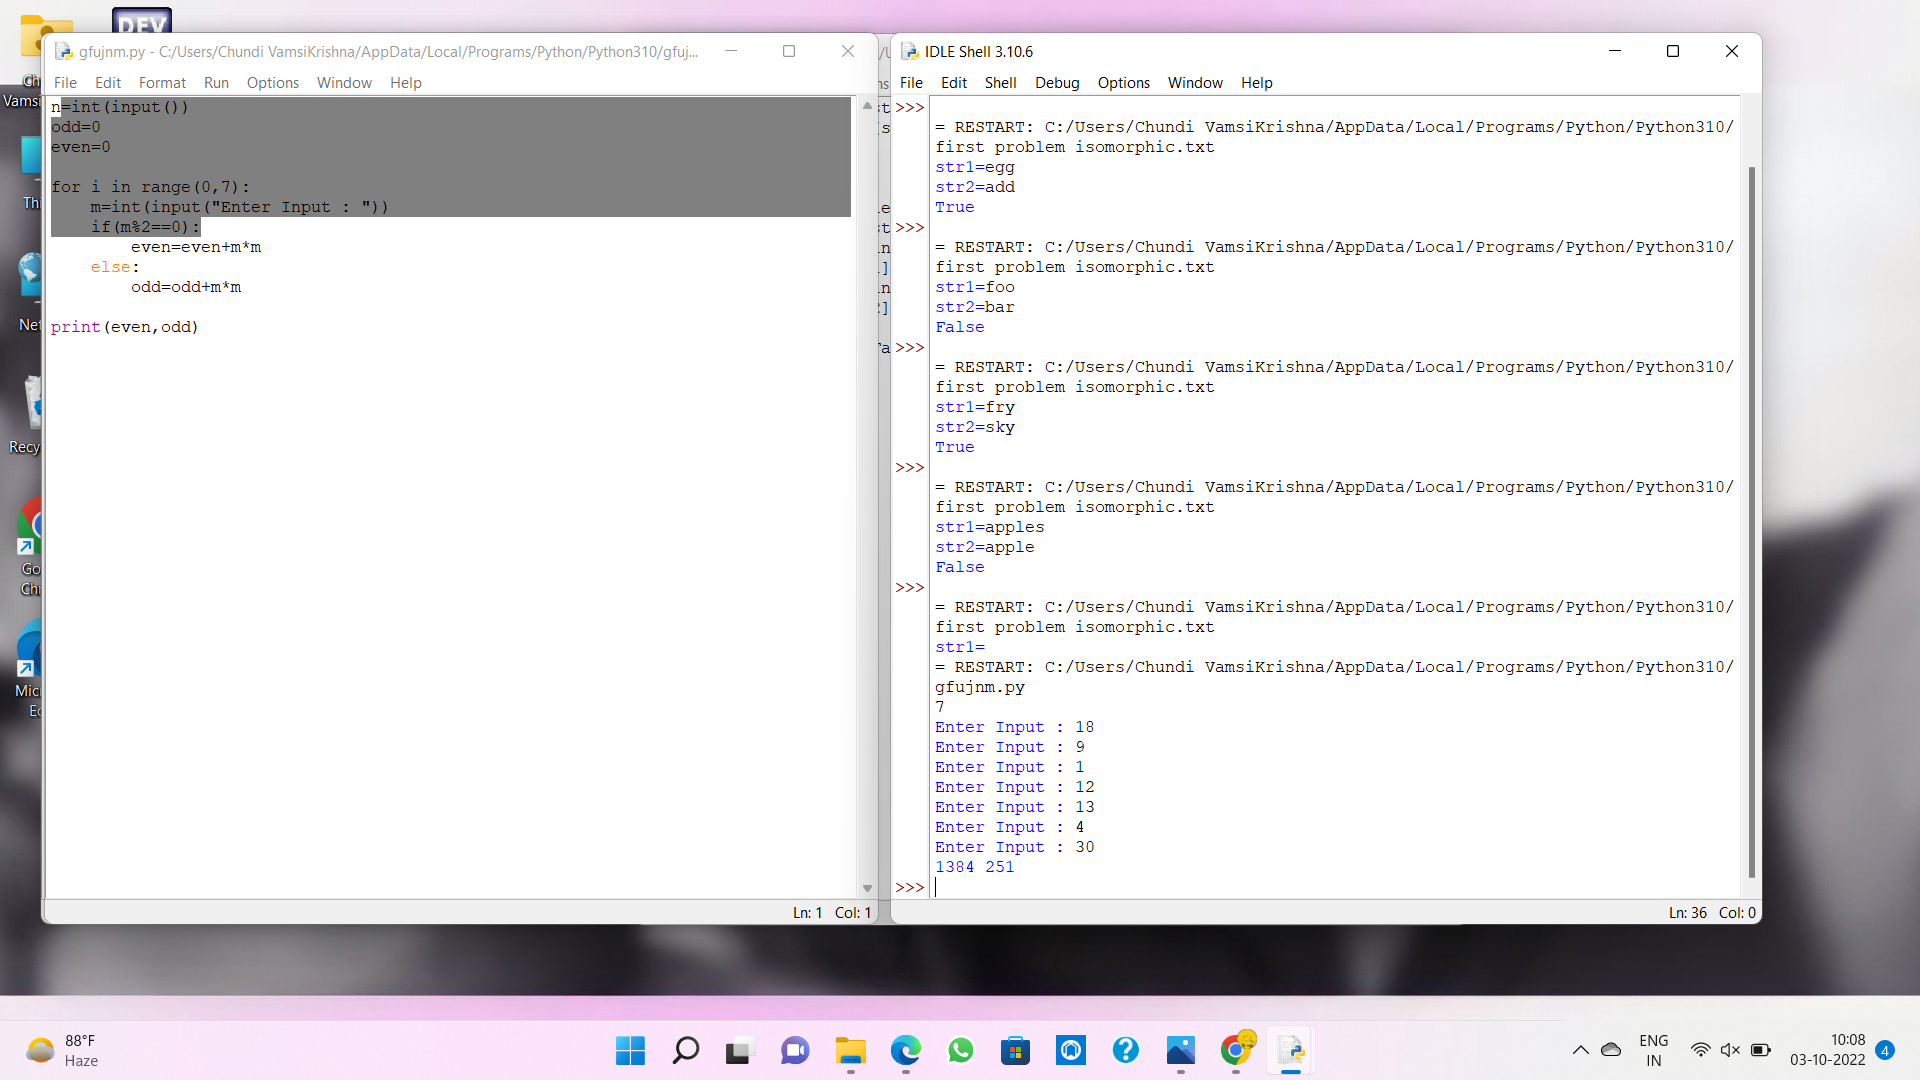 DEV
Ch
Vams
Thi
Net
Recy
Go
Ch
Mic
Ec
gfujnm.py - C:/Users/Chundi VamsiKrishna/AppData/Local/Programs/Python/Python310/gfuj...
File Edit Format Run Options Window Help
n=int(input())
odd=0
even=0
for i in range(0,7):
m=int(input("Enter Input : "))
if(m%2==0):
even=even+m*m
else:
odd=odd+m*m
print(even,odd)
Ln: 1 Col: 1
IDLE Shell 3.10.6
File Edit Shell Debug Options Window Help
>>>
= RESTART: C:/Users/Chundi VamsiKrishna/AppData/Local/Programs/Python/Python310/
first problem isomorphic.txt
str1=egg
str2=add
True
>>>
= RESTART: C:/Users/Chundi VamsiKrishna/AppData/Local/Programs/Python/Python310/
first problem isomorphic.txt
str1=foo
str2=bar
False
>>>
= RESTART: C:/Users/Chundi VamsiKrishna/AppData/Local/Programs/Python/Python310/
first problem isomorphic.txt
str1=fry
str2=sky
True
>>>
= RESTART: C:/Users/Chundi VamsiKrishna/AppData/Local/Programs/Python/Python310/
first problem isomorphic.txt
str1=apples
str2=apple
False
>>>
= RESTART: C:/Users/Chundi VamsiKrishna/AppData/Local/Programs/Python/Python310/
first problem isomorphic.txt
str1=
= RESTART: C:/Users/Chundi VamsiKrishna/AppData/Local/Programs/Python/Python310/
gfujnm.py
7
Enter Input : 18
Enter Input : 9
Enter Input : 1
Enter Input : 12
Enter Input : 13
Enter Input : 4
Enter Input : 30
1384 251
>>>
Ln: 36 Col: 0
88°F
Haze
ENG
IN
10:08
03-10-2022
4